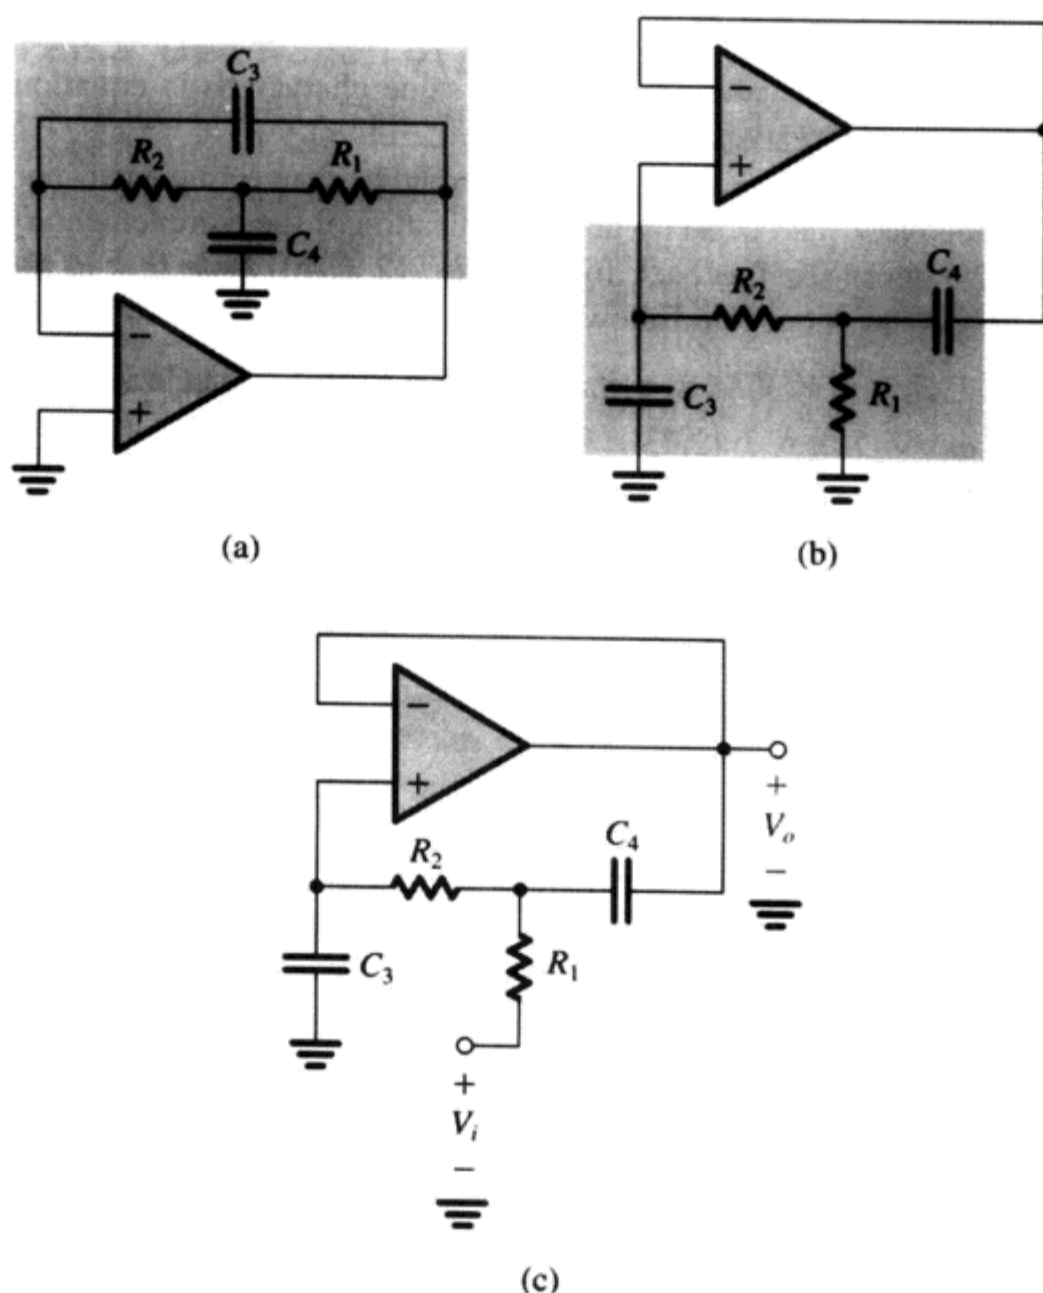 C₃
R₂
R₁
C₄
−
+
(a)
−
+
C₄
R₂
C₃
R₁
(b)
−
+
+
Vₒ
−
C₄
R₂
C₃
R₁
+
Vᵢ
−
(c)